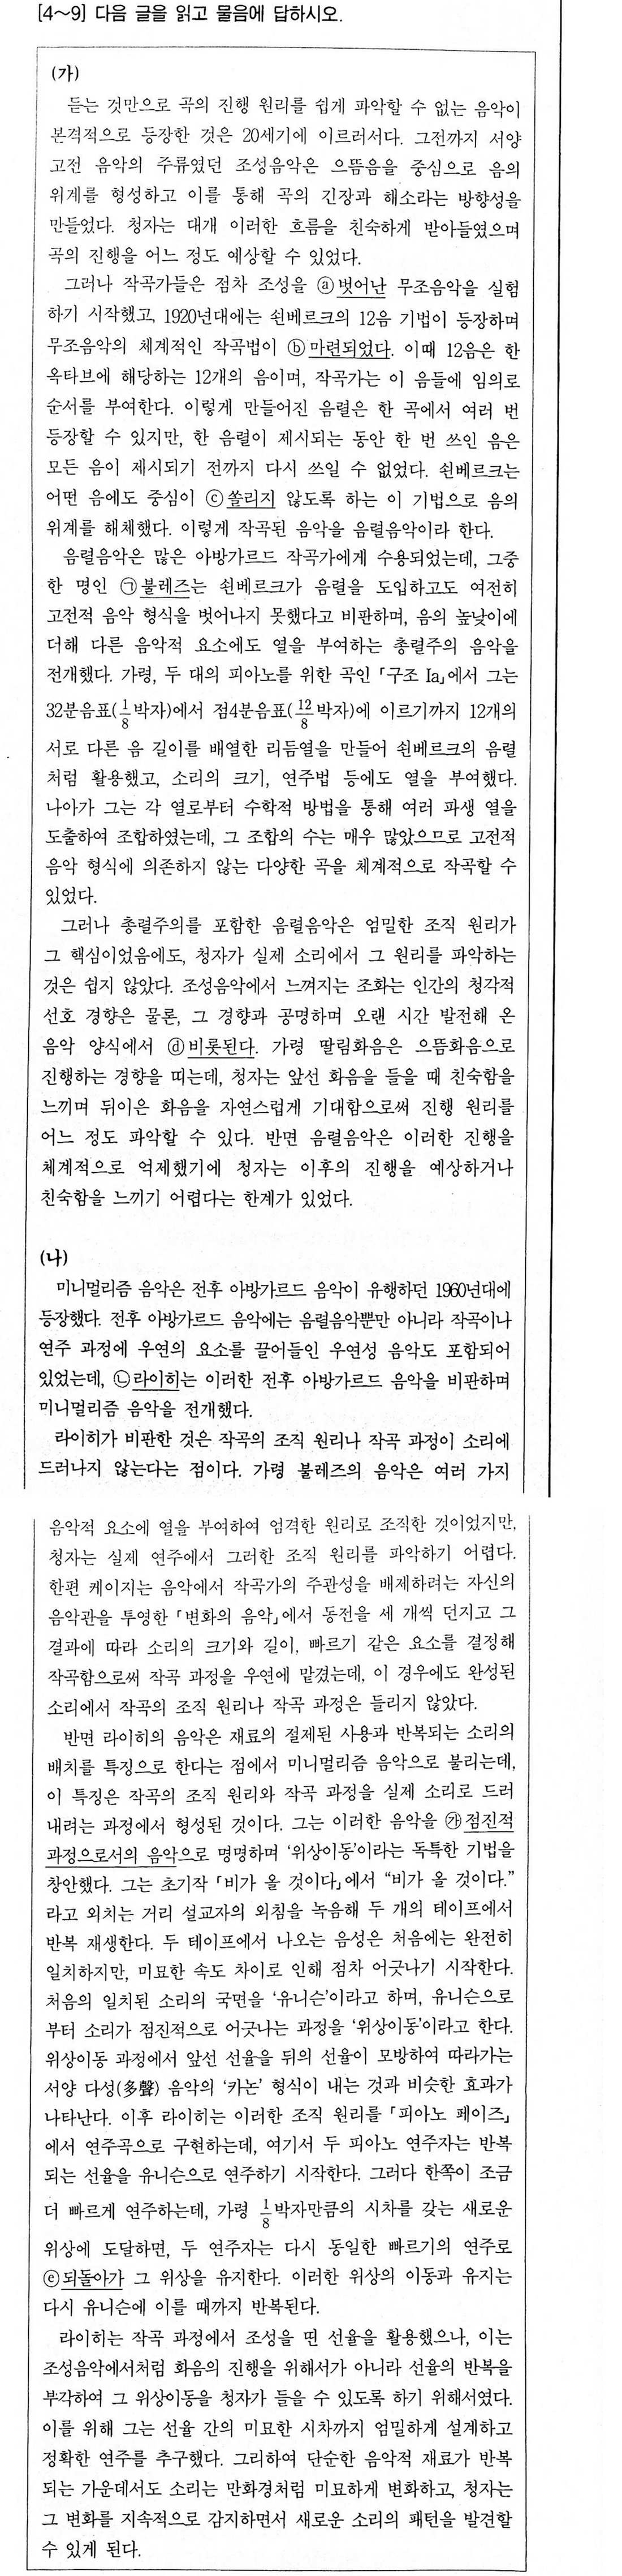 [4~9] 다음 글을 읽고 물음에 답하시오.
(가)
듣는 것만으로 곡의 진행 원리를 쉽게 파악할 수 없는 음악이
본격적으로 등장한 것은 20세기에 이르러서다. 그전까지 서양
고전 음악의 주류였던 조성음악은 으뜸음을 중심으로 음의
위계를 형성하고 이를 통해 곡의 긴장과 해소라는 방향성을
만들었다. 청자는 대개 이러한 흐름을 친숙하게 받아들였으며
곡의 진행을 어느 정도 예상할 수 있었다.
그러나 작곡가들은 점차 조성을 ⓐ벗어난 무조음악을 실험
하기 시작했고, 1920년대에는 쇤베르크의 12음 기법이 등장하며
무조음악의 체계적인 작곡법이 ⓑ마련되었다. 이때 12음은 한
옥타브에 해당하는 12개의 음이며, 작곡가는 이 음들에 임의로
순서를 부여한다. 이렇게 만들어진 음렬은 한 곡에서 여러 번
등장할 수 있지만, 한 음렬이 제시되는 동안 한 번 쓰인 음은
모든 음이 제시되기 전까지 다시 쓰일 수 없었다. 쇤베르크는
어떤 음에도 중심이 ⓒ쏠리지 않도록 하는 이 기법으로 음의
위계를 해체했다. 이렇게 작곡된 음악을 음렬음악이라 한다.
음렬음악은 많은 아방가르드 작곡가에게 수용되었는데, 그중
한 명인 ㉠불레즈는 쇤베르크가 음렬을 도입하고도 여전히
고전적 음악 형식을 벗어나지 못했다고 비판하며, 음의 높낮이에
더해 다른 음악적 요소에도 열을 부여하는 총렬주의 음악을
전개했다. 가령, 두 대의 피아노를 위한 곡인 「구조 Ia」에서 그는
32분음표(1/8박자)에서 점4분음표(12/8박자)에 이르기까지 12개의
서로 다른 음 길이를 배열한 리듬열을 만들어 쇤베르크의 음렬
처럼 활용했고, 소리의 크기, 연주법 등에도 열을 부여했다.
나아가 그는 각 열로부터 수학적 방법을 통해 여러 파생 열을
도출하여 조합하였는데, 그 조합의 수는 매우 많았으므로 고전적
음악 형식에 의존하지 않는 다양한 곡을 체계적으로 작곡할 수
있었다.
그러나 총렬주의를 포함한 음렬음악은 엄밀한 조직 원리가
그 핵심이었음에도, 청자가 실제 소리에서 그 원리를 파악하는
것은 쉽지 않았다. 조성음악에서 느껴지는 조화는 인간의 청각적
선호 경향은 물론, 그 경향과 공명하며 오랜 시간 발전해 온
음악 양식에서 ⓓ비롯된다. 가령 딸림화음은 으뜸화음으로
진행하는 경향을 띠는데, 청자는 앞선 화음을 들을 때 친숙함을
느끼며 뒤이은 화음을 자연스럽게 기대함으로써 진행 원리를
어느 정도 파악할 수 있다. 반면 음렬음악은 이러한 진행을
체계적으로 억제했기에 청자는 이후의 진행을 예상하거나
친숙함을 느끼기 어렵다는 한계가 있었다.
(나)
미니멀리즘 음악은 전후 아방가르드 음악이 유행하던 1960년대에
등장했다. 전후 아방가르드 음악에는 음렬음악뿐만 아니라 작곡이나
연주 과정에 우연의 요소를 끌어들인 우연성 음악도 포함되어
있었는데, ㉡라이히는 이러한 전후 아방가르드 음악을 비판하며
미니멀리즘 음악을 전개했다.
라이히가 비판한 것은 작곡의 조직 원리나 작곡 과정이 소리에
드러나지 않는다는 점이다. 가령 불레즈의 음악은 여러 가지
음악적 요소에 열을 부여하여 엄격한 원리로 조직한 것이었지만,
청자는 실제 연주에서 그러한 조직 원리를 파악하기 어렵다.
한편 케이지는 음악에서 작곡가의 주관성을 배제하려는 자신의
음악관을 투영한 「변화의 음악」에서 동전을 세 개씩 던지고 그
결과에 따라 소리의 크기와 길이, 빠르기 같은 요소를 결정해
작곡함으로써 작곡 과정을 우연에 맡겼는데, 이 경우에도 완성된
소리에서 작곡의 조직 원리나 작곡 과정은 들리지 않았다.
반면 라이히의 음악은 재료의 절제된 사용과 반복되는 소리의
배치를 특징으로 한다는 점에서 미니멀리즘 음악으로 불리는데,
이 특징은 작곡의 조직 원리와 작곡 과정을 실제 소리로 드러
내려는 과정에서 형성된 것이다. 그는 이러한 음악을 ㉮점진적
과정으로서의 음악으로 명명하며 ‘위상이동’이라는 독특한 기법을
창안했다. 그는 초기작 「비가 올 것이다」에서 “비가 올 것이다.”
라고 외치는 거리 설교자의 외침을 녹음해 두 개의 테이프에서
반복 재생한다. 두 테이프에서 나오는 음성은 처음에는 완전히
일치하지만, 미묘한 속도 차이로 인해 점차 어긋나기 시작한다.
처음의 일치된 소리의 국면을 ‘유니슨’이라고 하며, 유니슨으로
부터 소리가 점진적으로 어긋나는 과정을 ‘위상이동’이라고 한다.
위상이동 과정에서 앞선 선율을 뒤의 선율이 모방하여 따라가는
서양 다성(多聲) 음악의 ‘카논’ 형식이 내는 것과 비슷한 효과가
나타난다. 이후 라이히는 이러한 조직 원리를 「피아노 페이즈」
에서 연주곡으로 구현하는데, 여기서 두 피아노 연주자는 반복
되는 선율을 유니슨으로 연주하기 시작한다. 그러다 한쪽이 조금
더 빠르게 연주하는데, 가령 1/8박자만큼의 시차를 갖는 새로운
위상에 도달하면, 두 연주자는 다시 동일한 빠르기의 연주로
ⓔ되돌아가 그 위상을 유지한다. 이러한 위상의 이동과 유지는
다시 유니슨에 이를 때까지 반복된다.
라이히는 작곡 과정에서 조성을 띤 선율을 활용했으나, 이는
조성음악에서처럼 화음의 진행을 위해서가 아니라 선율의 반복을
부각하여 그 위상이동을 청자가 들을 수 있도록 하기 위해서였다.
이를 위해 그는 선율 간의 미묘한 시차까지 엄밀하게 설계하고
정확한 연주를 추구했다. 그리하여 단순한 음악적 재료가 반복
되는 가운데서도 소리는 만화경처럼 미묘하게 변화하고, 청자는
그 변화를 지속적으로 감지하면서 새로운 소리의 패턴을 발견할
수 있게 된다.